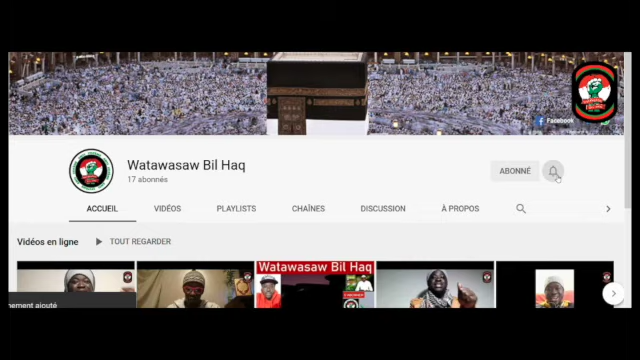 Facebook
Watawasaw Bil Haq
17 abonnés
ABONNÉ
ACCUEIL VIDÉOS PLAYLISTS CHAÎNES DISCUSSION À PROPOS
Vidéos en ligne TOUT REGARDER
Watawasaw Bil Haq
nement ajouté